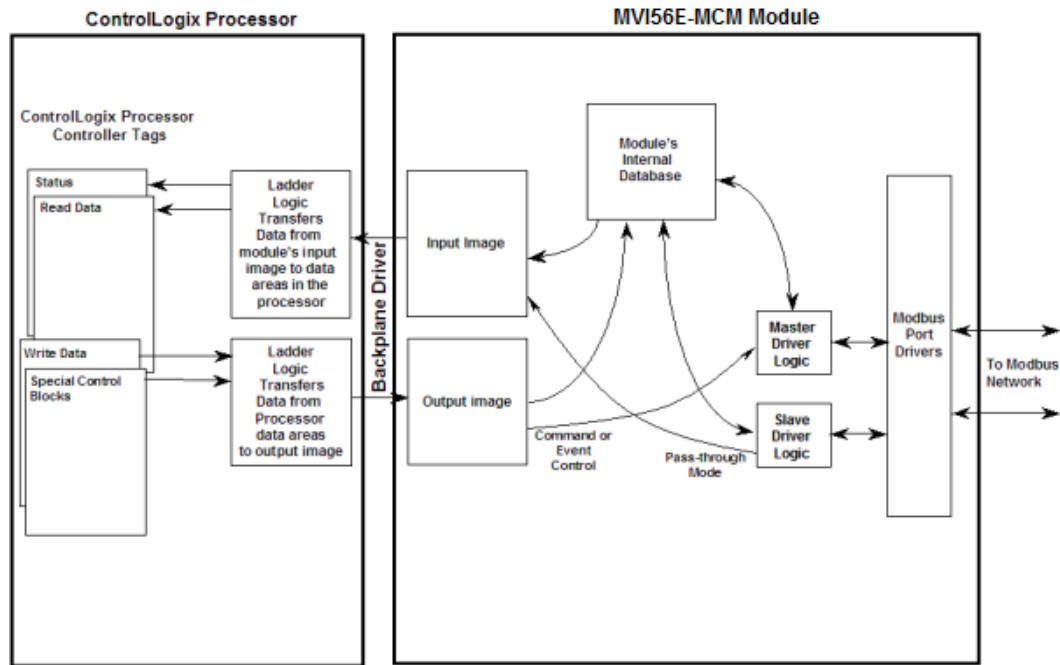 ControlLogix Processor
MVI56E-MCM Module
ControlLogix Processor
Controller Tags
Status
Read Data
Write Data
Special Control
Blocks
Ladder
Logic
Transfers
Data from
module's input
image to data
areas in the
processor
Ladder
Logic
Transfers
Data from
Processor
data areas
to output image
Backplane Driver
Input Image
Output image
Module's
Internal
Database
Command or
Event
Control
Pass-through
Mode
Master
Driver
Logic
Slave
Driver
Logic
Modbus
Port
Drivers
To Modbus
Network